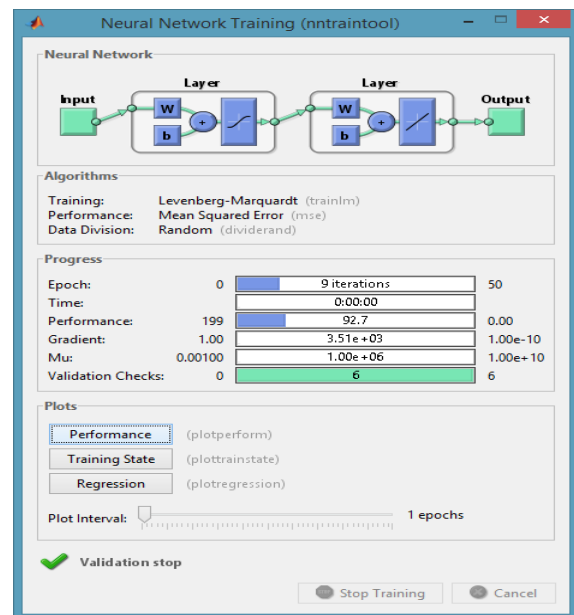 Neural Network Training (nntraintool)
Neural Network
Layer Layer
Input W b + W b + Output
Algorithms
Training: Levenberg-Marquardt (trainlm)
Performance: Mean Squared Error (mse)
Data Division: Random (dividerand)
Progress
Epoch: 0 9 iterations 50
Time: 0:00:00
Performance: 199 92.7 0.00
Gradient: 1.00 3.51e+03 1.00e-10
Mu: 0.00100 1.00e+06 1.00e+10
Validation Checks: 0 6 6
Plots
Performance (plotperform)
Training State (plottrainstate)
Regression (plotregression)
Plot Interval: 1 epochs
Validation stop
Stop Training Cancel